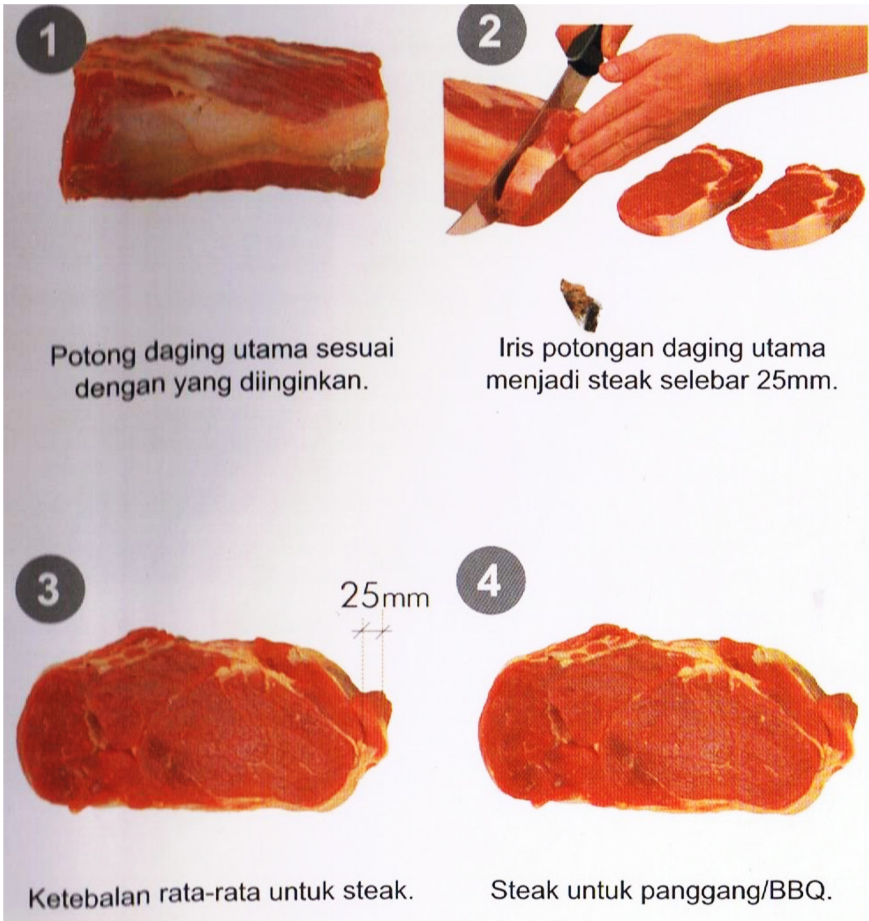 1
Potong daging utama sesuai
dengan yang diinginkan.
2
Iris potongan daging utama
menjadi steak selebar 25mm.
3
25mm
Ketebalan rata-rata untuk steak.
4
Steak untuk panggang/BBQ.